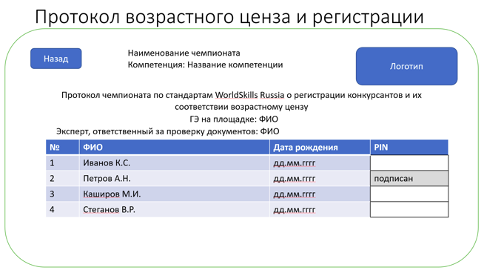 Протокол возрастного ценза и регистрации
Назад
Наименование чемпионата
Компетенция: Название компетенции
Логотип
Протокол чемпионата по стандартам WorldSkills Russia о регистрации конкурсантов и их
соответствии возрастному цензу
ГЭ на площадке: ФИО
Эксперт, ответственный за проверку документов: ФИО
№ ФИО Дата рождения PIN
1 Иванов К.С. дд.мм.гггг
2 Петров А.Н. дд.мм.гггг подписан
3 Каширов М.И. дд.мм.гггг
4 Стеганов В.Р. дд.мм.гггг